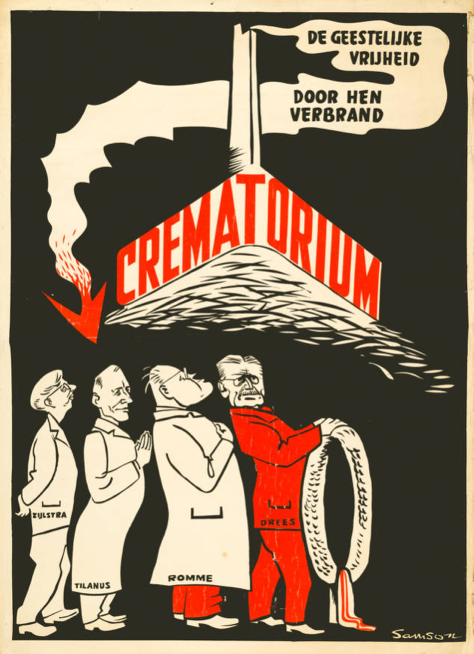 DE GEESTELIJKE
VRIJHEID
DOOR HEN
VERBRAND
CREMATORIUM
ZIJLSTRA
TILANUS
ROMME
DREES
Samson